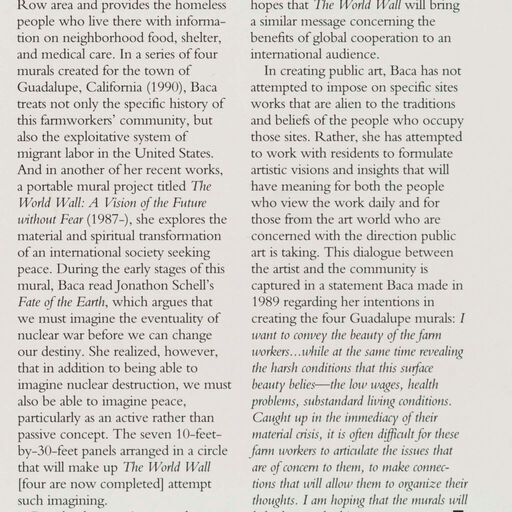 Row area and provides the homeless
people who live there with informa-
tion on neighborhood food, shelter,
and medical care. In a series of four
murals created for the town of
Guadalupe, California (1990), Baca
treats not only the specific history of
this farmworkers' community, but
also the exploitative system of
migrant labor in the United States.
And in another of her recent works,
a portable mural project titled The
World Wall: A Vision of the Future
without Fear (1987-), she explores the
material and spiritual transformation
of an international society seeking
peace. During the early stages of this
mural, Baca read Jonathon Schell's
Fate of the Earth, which argues that
we must imagine the eventuality of
nuclear war before we can change
our destiny. She realized, however,
that in addition to being able to
imagine nuclear destruction, we must
also be able to imagine peace,
particularly as an active rather than
passive concept. The seven 10-feet-
by-30-feet panels arranged in a circle
that will make up The World Wall
[four are now completed] attempt
such imagining.
hopes that The World Wall will bring
a similar message concerning the
benefits of global cooperation to an
international audience.
In creating public art, Baca has not
attempted to impose on specific sites
works that are alien to the traditions
and beliefs of the people who occupy
those sites. Rather, she has attempted
to work with residents to formulate
artistic visions and insights that will
have meaning for both the people
who view the work daily and for
those from the art world who are
concerned with the direction public
art is taking. This dialogue between
the artist and the community is
captured in a statement Baca made in
1989 regarding her intentions in
creating the four Guadalupe murals: I
want to convey the beauty of the farm
workers...while at the same time revealing
the harsh conditions that this surface
beauty belies—the low wages, health
problems, substandard living conditions.
Caught up in the immediacy of their
material crisis, it is often difficult for these
farm workers to articulate the issues that
are of concern to them, to make connec-
tions that will allow them to organize their
thoughts. I am hoping that the murals will